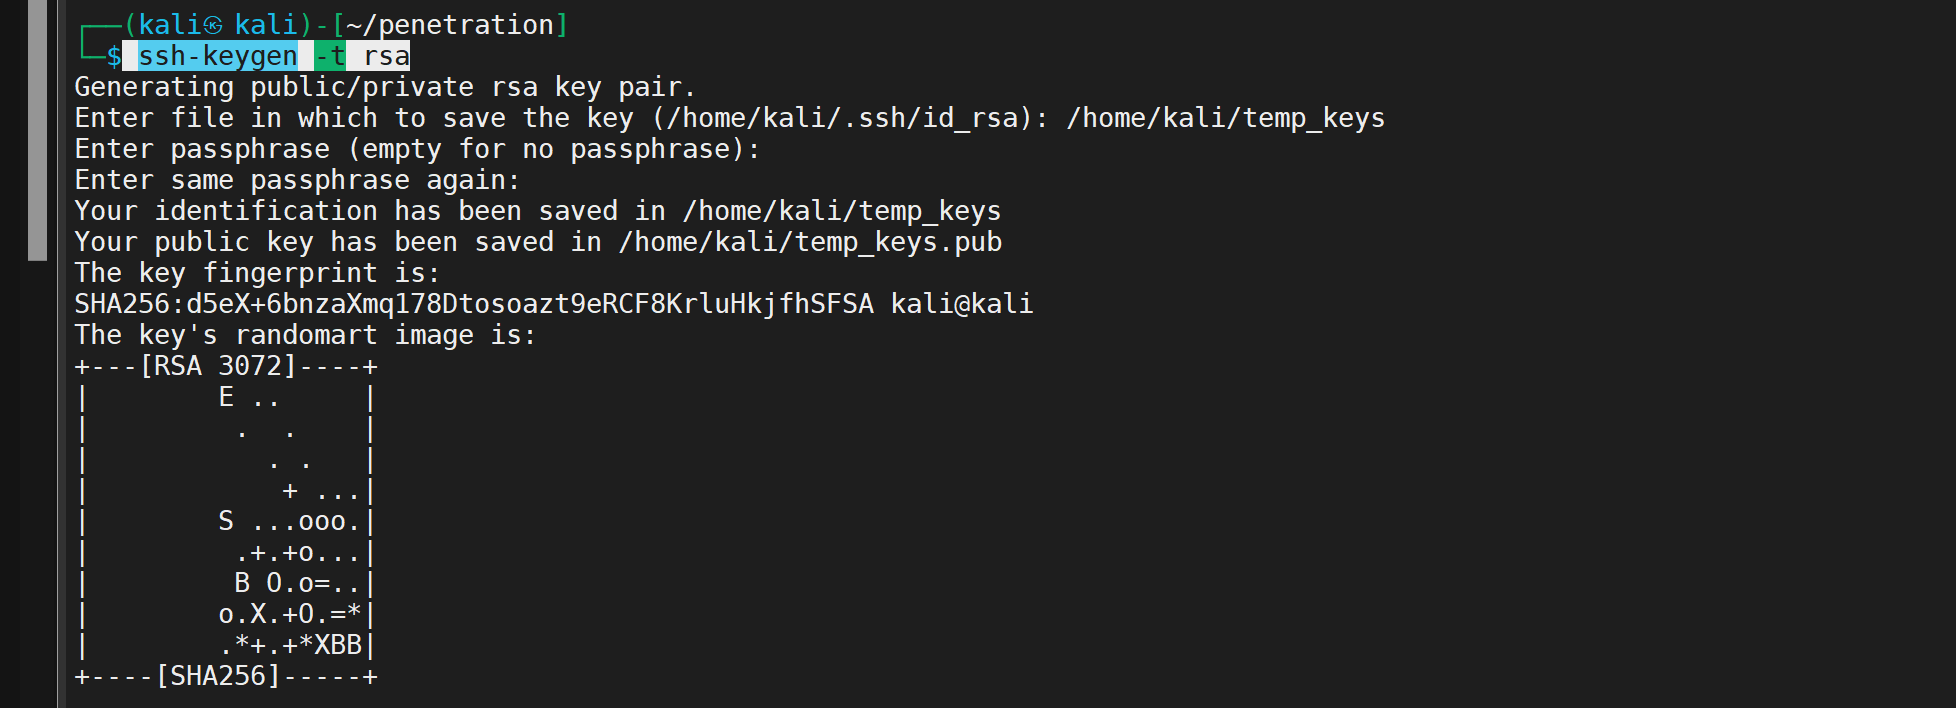 ┌──(kali㉿ kali)-[~/penetration]
└─$ ssh-keygen -t rsa
Generating public/private rsa key pair.
Enter file in which to save the key (/home/kali/.ssh/id_rsa): /home/kali/temp_keys
Enter passphrase (empty for no passphrase):
Enter same passphrase again:
Your identification has been saved in /home/kali/temp_keys
Your public key has been saved in /home/kali/temp_keys.pub
The key fingerprint is:
SHA256:d5eX+6bnzaXmq178Dtosoazt9eRCF8KrluHkjfhSFSA kali@kali
The key's randomart image is:
+---[RSA 3072]----+
|        E ..     |
|         .  .    |
|           . .   |
|            + ...|
|        S ...ooo.|
|         .+.+o...|
|         B O.o=..|
|        o.X.+O.=*|
|        .*+.+*XBB|
+----[SHA256]-----+